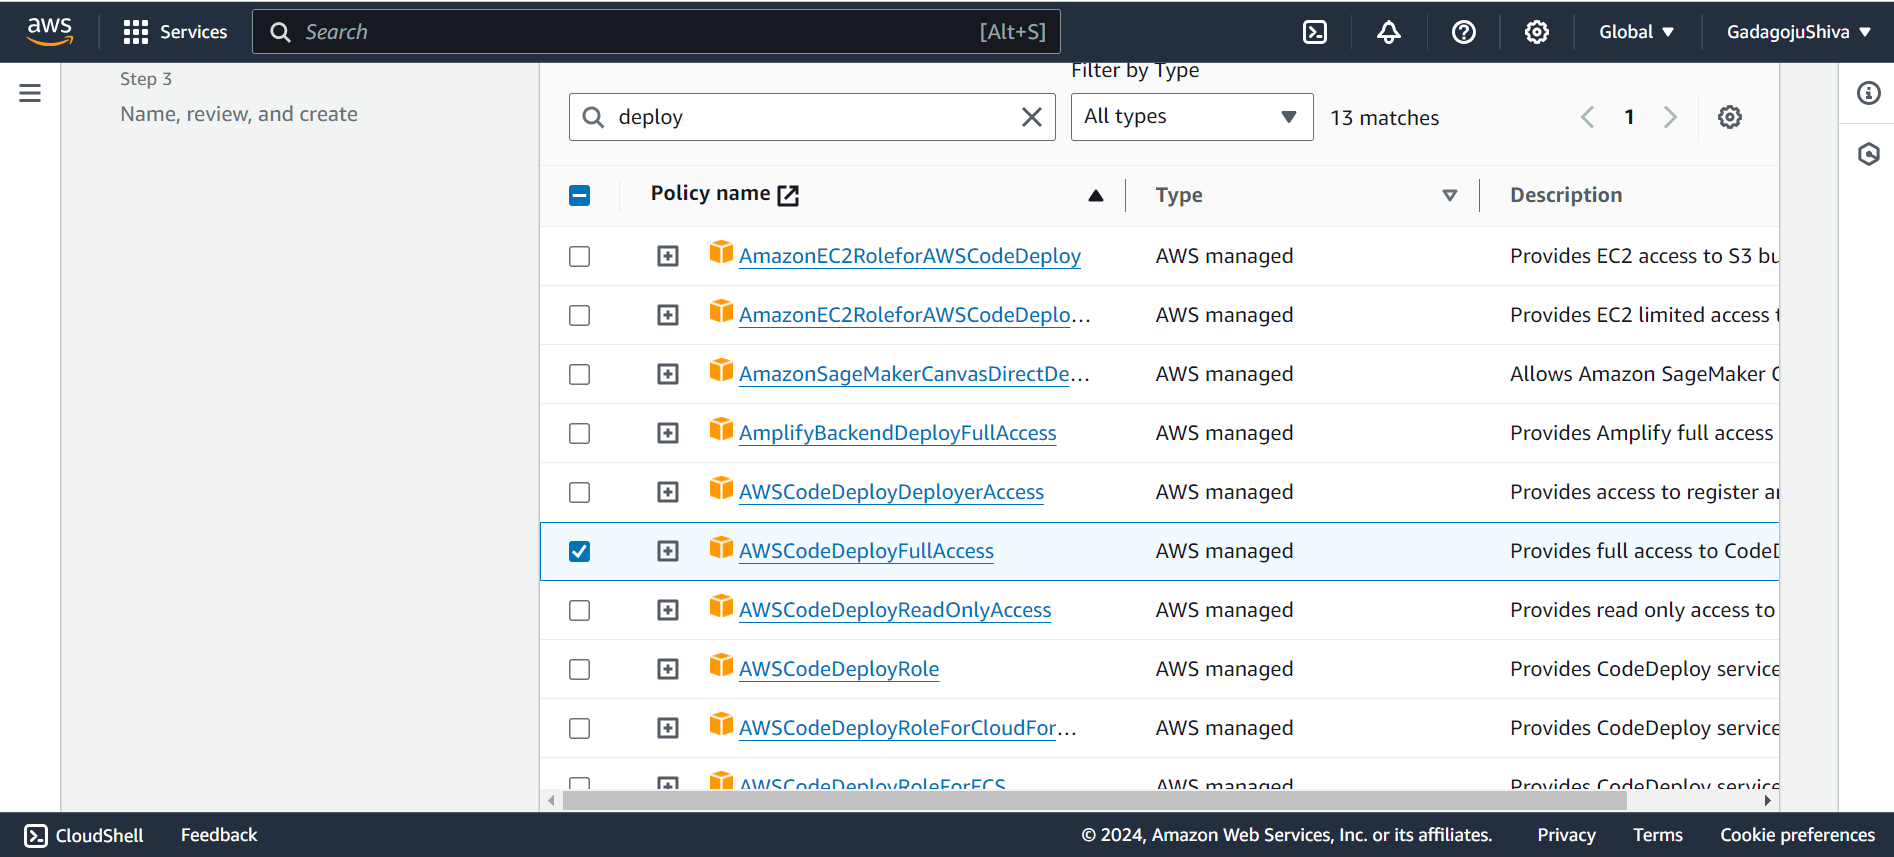 aws Services Search [Alt+S] Global GadagojuShiva
Step 3
Name, review, and create
Filter by Type
deploy All types 13 matches 1
Policy name Type Description
AmazonEC2RoleforAWSCodeDeploy AWS managed Provides EC2 access to S3 bu
AmazonEC2RoleforAWSCodeDeplo... AWS managed Provides EC2 limited access t
AmazonSageMakerCanvasDirectDe... AWS managed Allows Amazon SageMaker C
AmplifyBackendDeployFullAccess AWS managed Provides Amplify full access
AWSCodeDeployDeployerAccess AWS managed Provides access to register an
AWSCodeDeployFullAccess AWS managed Provides full access to CodeD
AWSCodeDeployReadOnlyAccess AWS managed Provides read only access to
AWSCodeDeployRole AWS managed Provides CodeDeploy service
AWSCodeDeployRoleForCloudFor... AWS managed Provides CodeDeploy service
AWSCodeDeployRoleForECS AWS managed Provides CodeDeploy service
CloudShell Feedback © 2024, Amazon Web Services, Inc. or its affiliates. Privacy Terms Cookie preferences